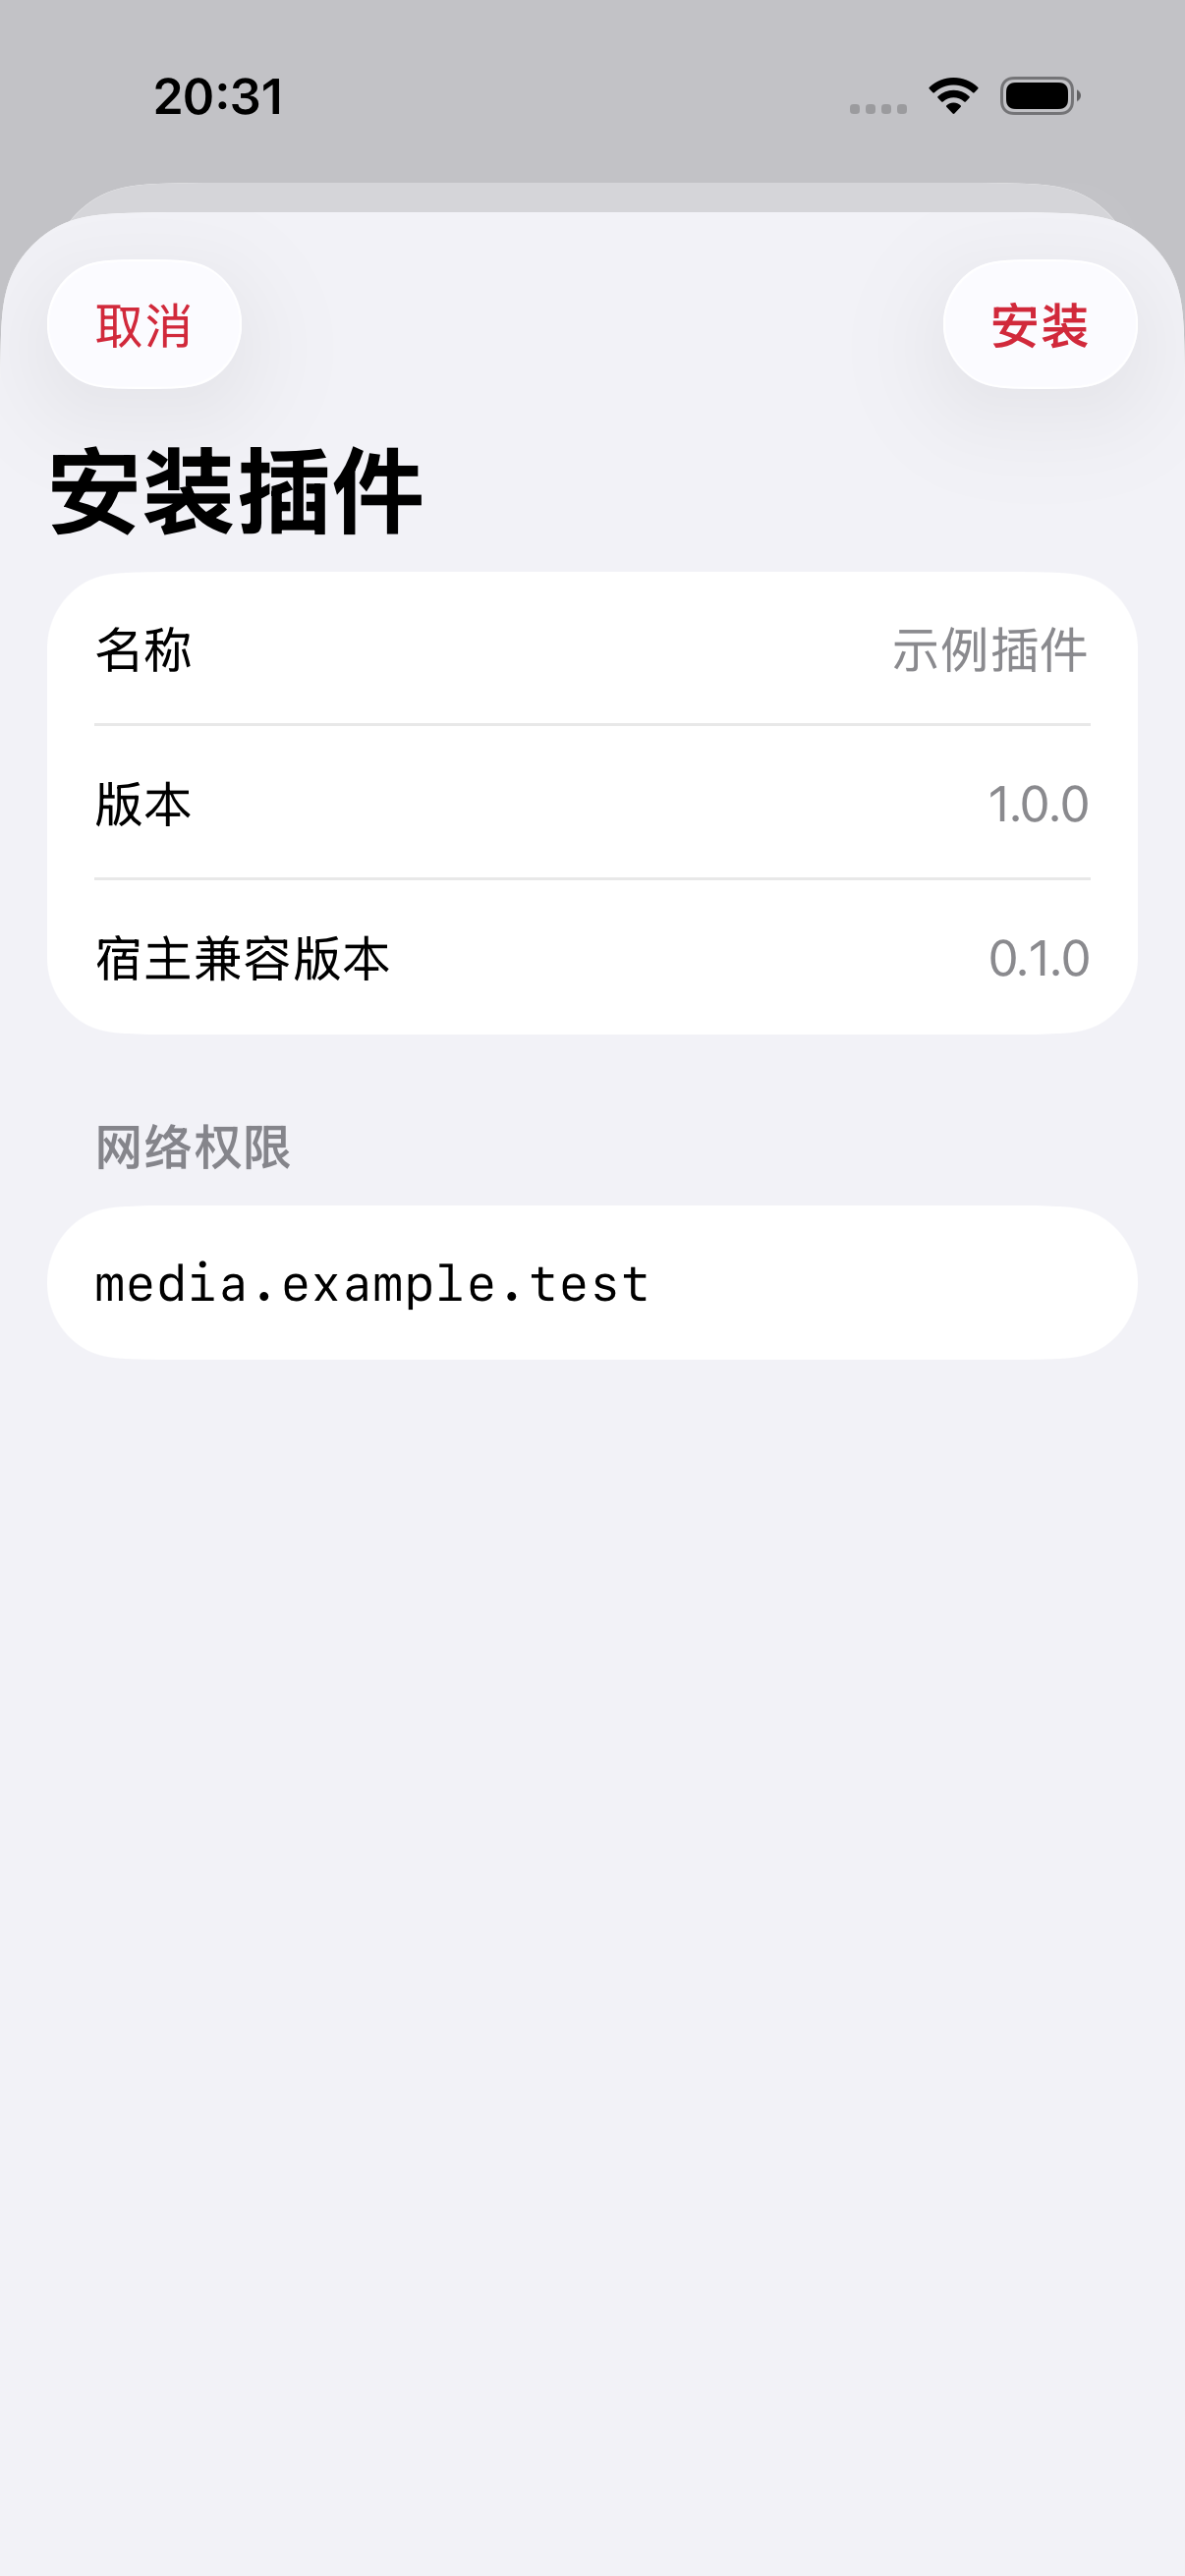 20:31
取消
安装
安装插件
名称
示例插件
版本
1.0.0
宿主兼容版本
0.1.0
网络权限
media.example.test